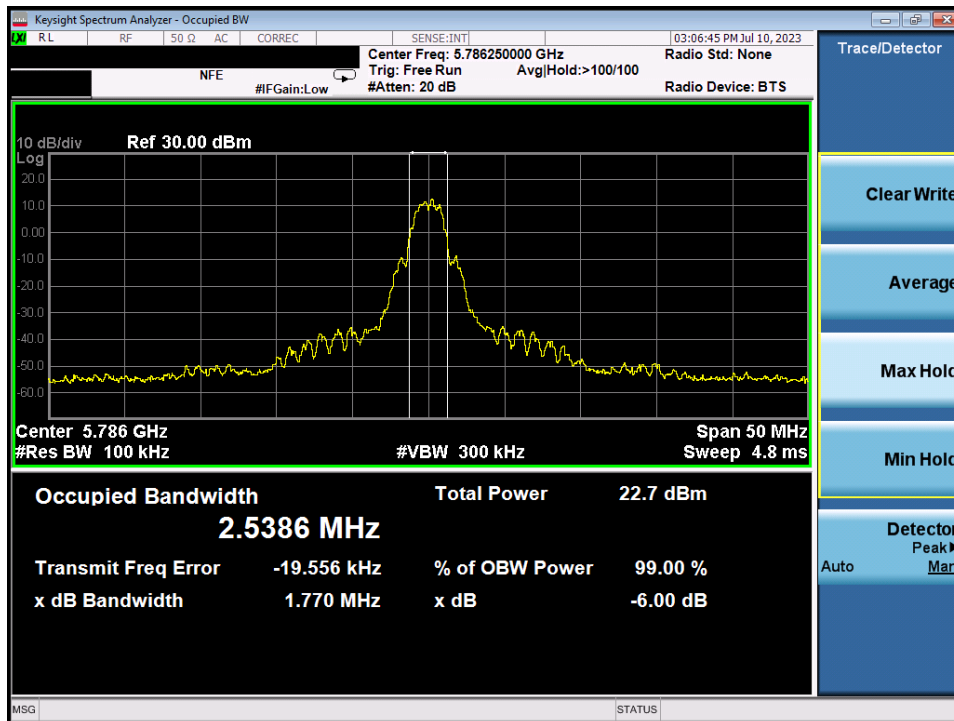 Keysight Spectrum Analyzer - Occupied BW
LXI RL RF 50 Ω AC CORREC SENSE:INT 03:06:45 PM Jul 10, 2023
Center Freq: 5.786250000 GHz Radio Std: None
NFE Trig: Free Run Avg|Hold:>100/100
#IFGain:Low #Atten: 20 dB Radio Device: BTS
10 dB/div Ref 30.00 dBm
Log
20.0
10.0
0.00
-10.0
-20.0
-30.0
-40.0
-50.0
-60.0
Center 5.786 GHz Span 50 MHz
#Res BW 100 kHz #VBW 300 kHz Sweep 4.8 ms
Occupied Bandwidth Total Power 22.7 dBm
2.5386 MHz
Transmit Freq Error -19.556 kHz % of OBW Power 99.00 %
x dB Bandwidth 1.770 MHz x dB -6.00 dB
MSG STATUS
Trace/Detector
Clear Write
Average
Max Hold
Min Hold
Detector
Peak
Auto Man